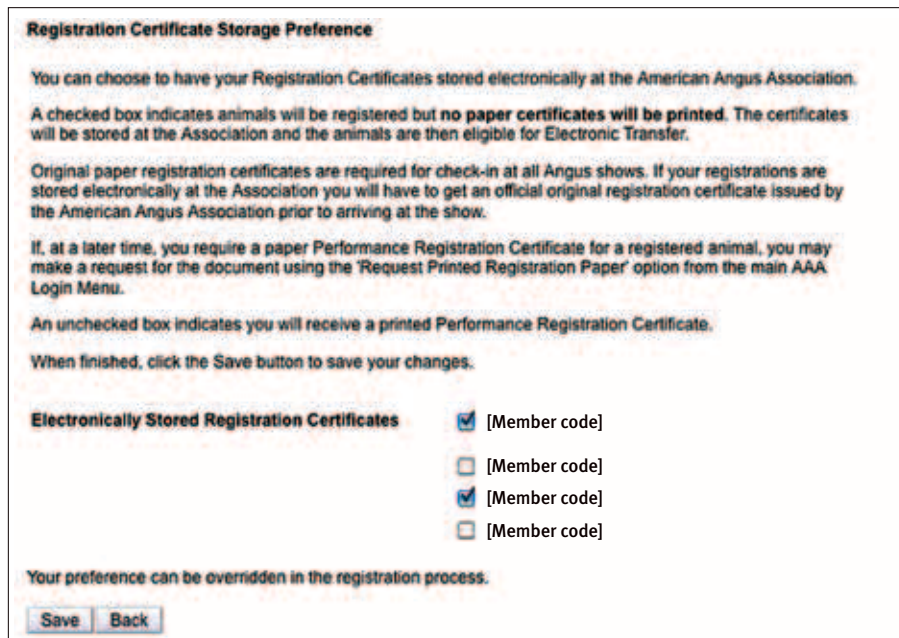 Registration Certificate Storage Preference
You can choose to have your Registration Certificates stored electronically at the American Angus Association.
A checked box indicates animals will be registered but no paper certificates will be printed. The certificates
will be stored at the Association and the animals are then eligible for Electronic Transfer.
Original paper registration certificates are required for check-in at all Angus shows. If your registrations are
stored electronically at the Association you will have to get an official original registration certificate issued by
the American Angus Association prior to arriving at the show.
If, at a later time, you require a paper Performance Registration Certificate for a registered animal, you may
make a request for the document using the 'Request Printed Registration Paper' option from the main AAA
Login Menu.
An unchecked box indicates you will receive a printed Performance Registration Certificate.
When finished, click the Save button to save your changes.
Electronically Stored Registration Certificates [Member code]
[Member code]
[Member code]
[Member code]
Your preference can be overridden in the registration process.
Save Back